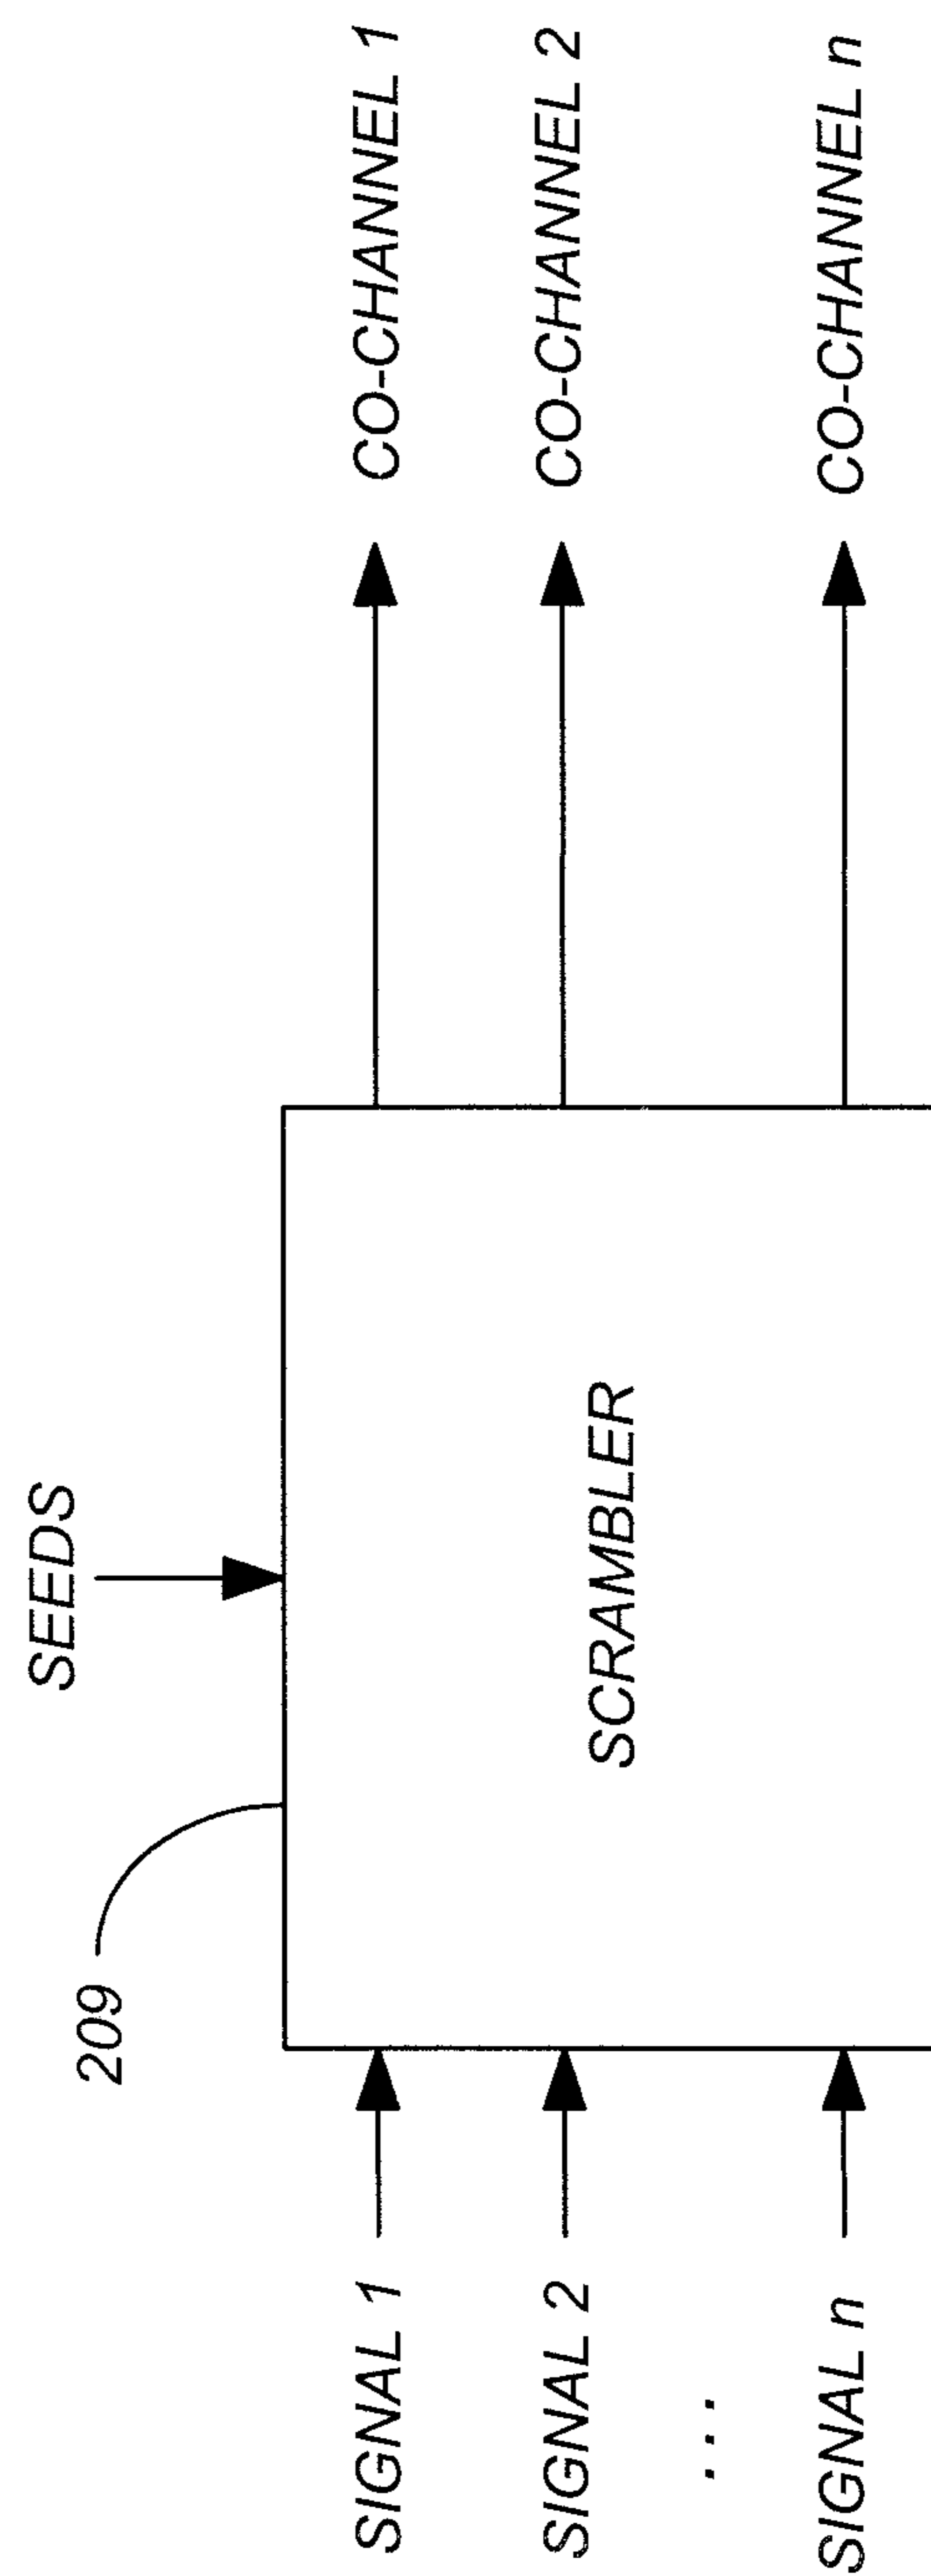 SEEDS
209
SIGNAL 1
CO-CHANNEL 1
SIGNAL 2
CO-CHANNEL 2
SCRAMBLER
. . .
SIGNAL n
CO-CHANNEL n